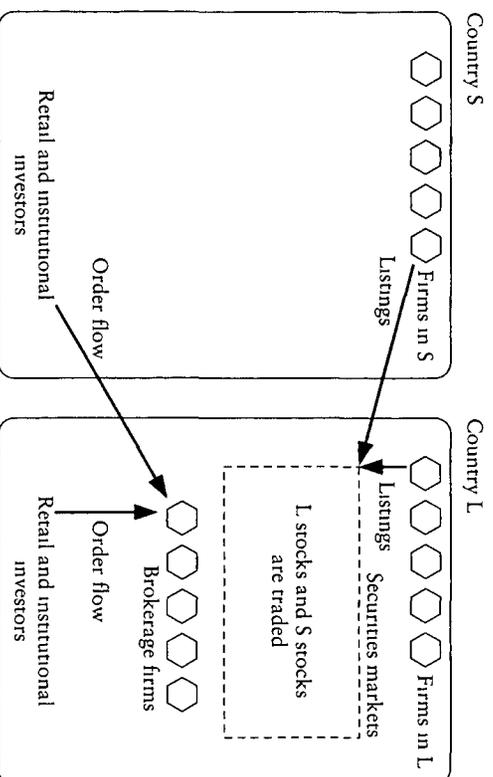 Country S
Firms in S
Listings
Order flow
Retail and institutional
investors
Country L
Firms in L
Listings
Securities markets
L stocks and S stocks
are traded
Brokerage firms
Order flow
Retail and institutional
investors